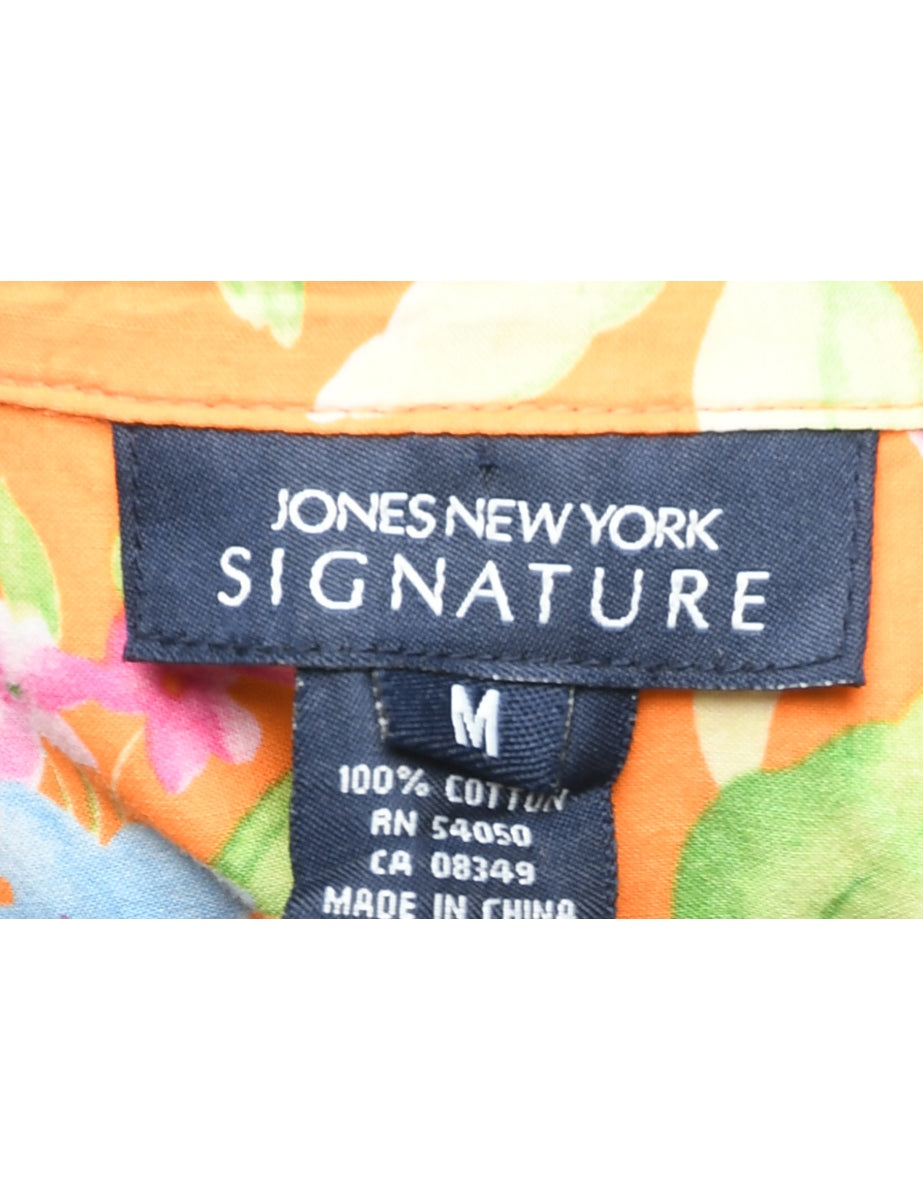 JONES NEW YORK
SIGNATURE
M
100% COTTON
RN 54050
CA 08349
MADE IN CHINA